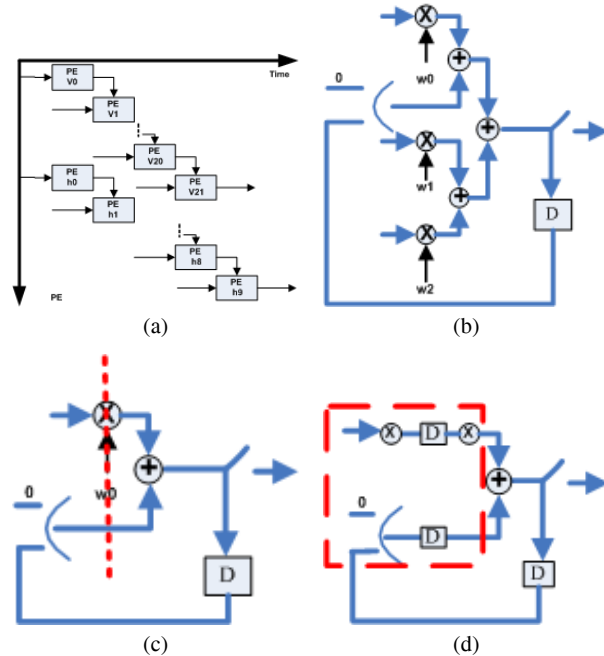 Time
PE
V0
PE
V1
PE
V20
PE
V21
PE
h0
PE
h1
PE
h8
PE
h9
PE
(a)
X
w0
+
0
+
X
w1
+
X
w2
D
(b)
X
w0
+
0
D
(c)
X
D
X
+
0
D
D
(d)